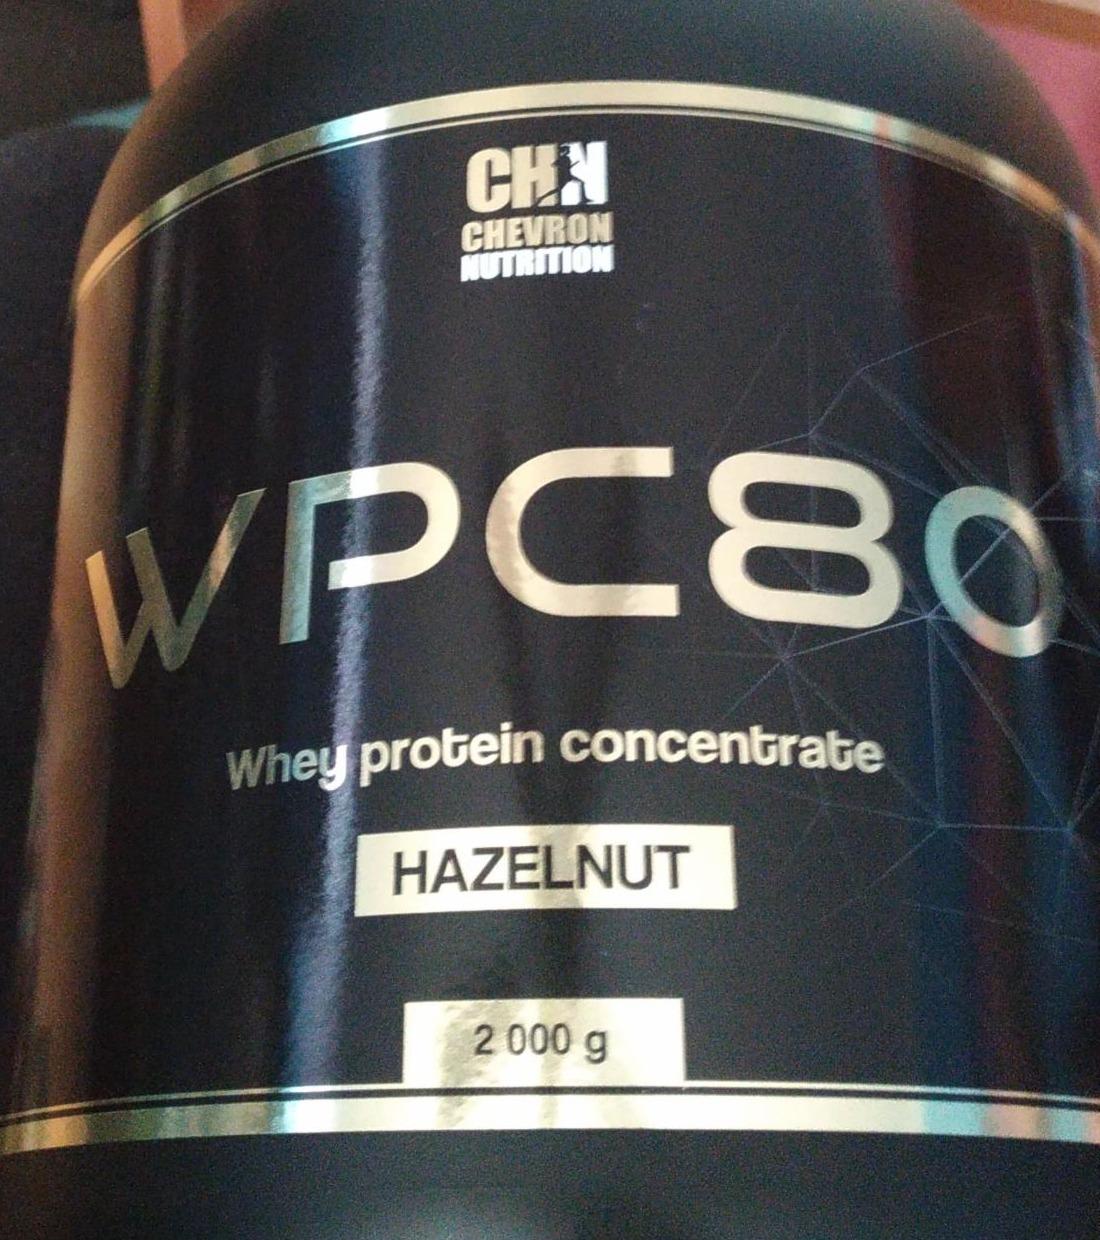 CHN
CHEVRON
NUTRITION
WPC80
Whey protein concentrate
HAZELNUT
2 000 g